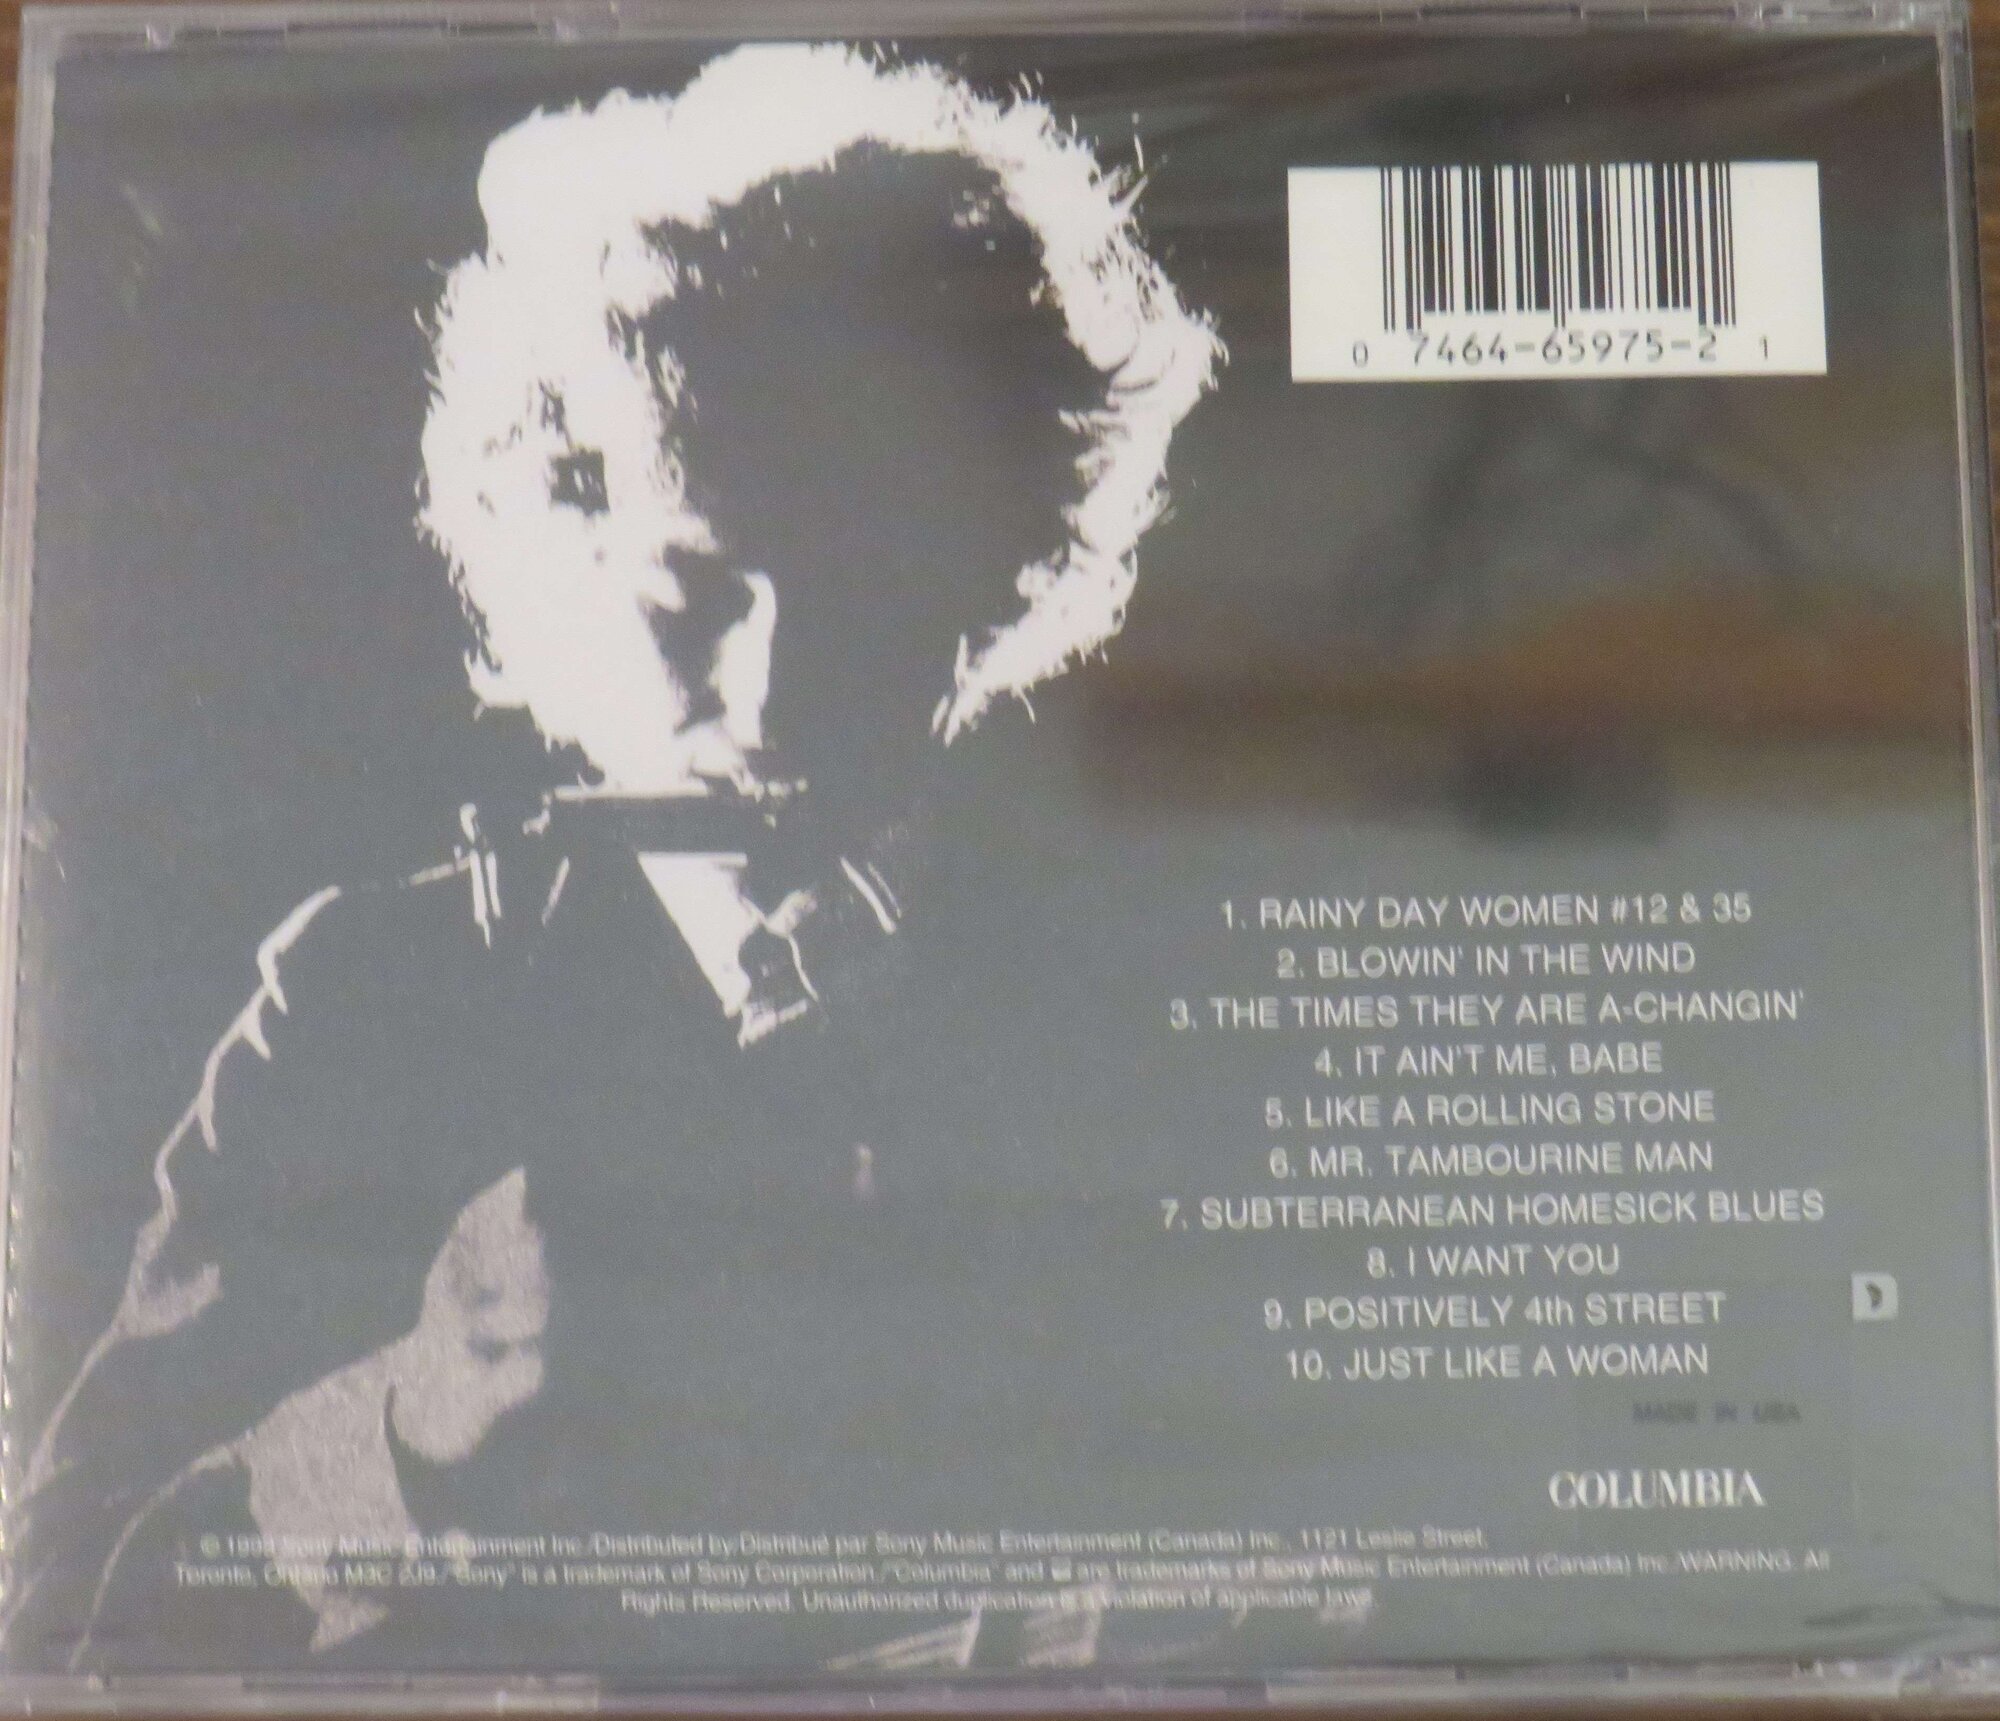 0 7464-65975-2 1
1. RAINY DAY WOMEN #12 & 35
2. BLOWIN' IN THE WIND
3. THE TIMES THEY ARE A-CHANGIN'
4. IT AIN'T ME, BABE
5. LIKE A ROLLING STONE
6. MR. TAMBOURINE MAN
7. SUBTERRANEAN HOMESICK BLUES
8. I WANT YOU
9. POSITIVELY 4th STREET
10. JUST LIKE A WOMAN
D
MADE IN USA
COLUMBIA
Sony Music Entertainment Inc./Distributed by/Distribué par Sony Music Entertainment (Canada) Inc., 1121 Leslie Street,
Toronto, Ontario M3C 2J9./"Sony" is a trademark of Sony Corporation./"Columbia" and are trademarks of Sony Music Entertainment (Canada) Inc./WARNING: All
Rights Reserved. Unauthorized duplication is a violation of applicable laws.